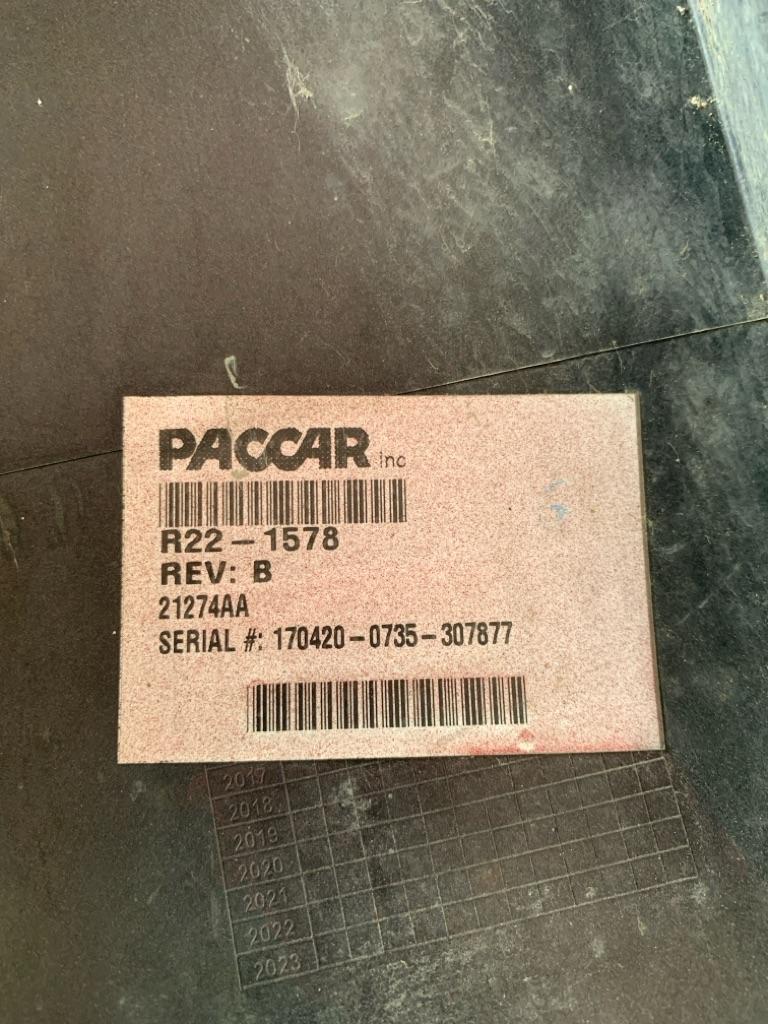 PACCAR inc
R22-1578
REV: B
21274AA
SERIAL #: 170420-0735-307877
2017
2018
2019
2020
2021
2022
2023